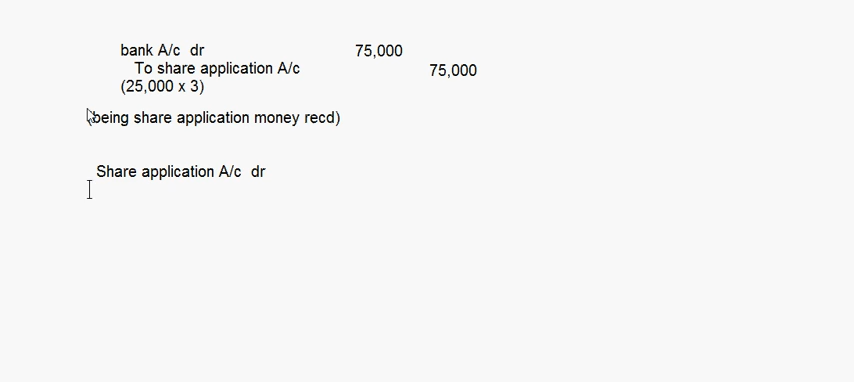 bank A/c dr 75,000
To share application A/c 75,000
(25,000 x 3)
(being share application money recd)
Share application A/c dr